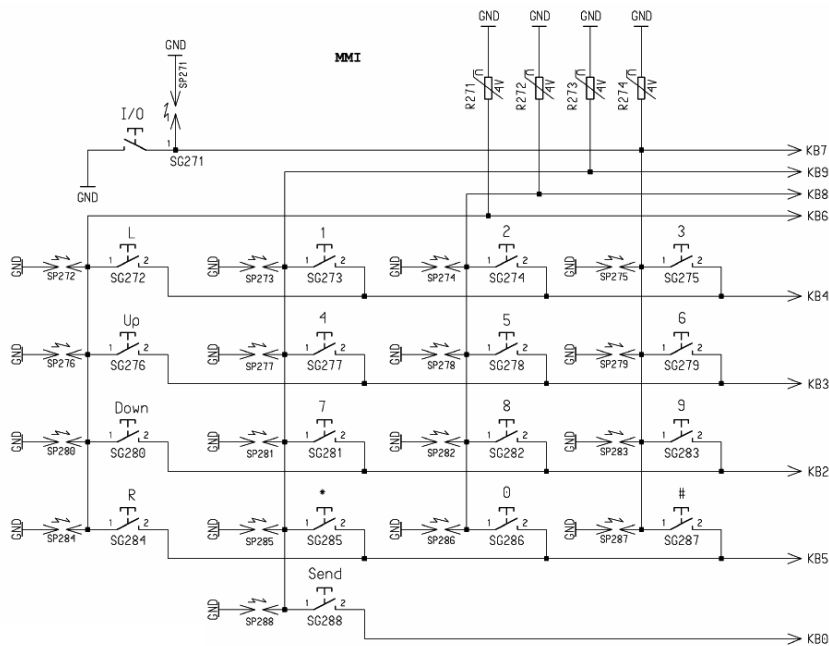 MMI
GND
SP271
I/O
1
SG271
GND
GND GND GND GND
R271 4V R272 4V R273 4V R274 4V
KB7
KB9
KB8
KB6
L 1 2 3
GND SP272 1 2 SG272 GND SP273 1 2 SG273 GND SP274 1 2 SG274 GND SP275 1 2 SG275
KB4
Up 4 5 6
GND SP276 1 2 SG276 GND SP277 1 2 SG277 GND SP278 1 2 SG278 GND SP279 1 2 SG279
KB3
Down 7 8 9
GND SP280 1 2 SG280 GND SP281 1 2 SG281 GND SP282 1 2 SG282 GND SP283 1 2 SG283
KB2
R * 0 #
GND SP284 1 2 SG284 GND SP285 1 2 SG285 GND SP286 1 2 SG286 GND SP287 1 2 SG287
KB5
Send
GND SP288 1 2 SG288
KB0